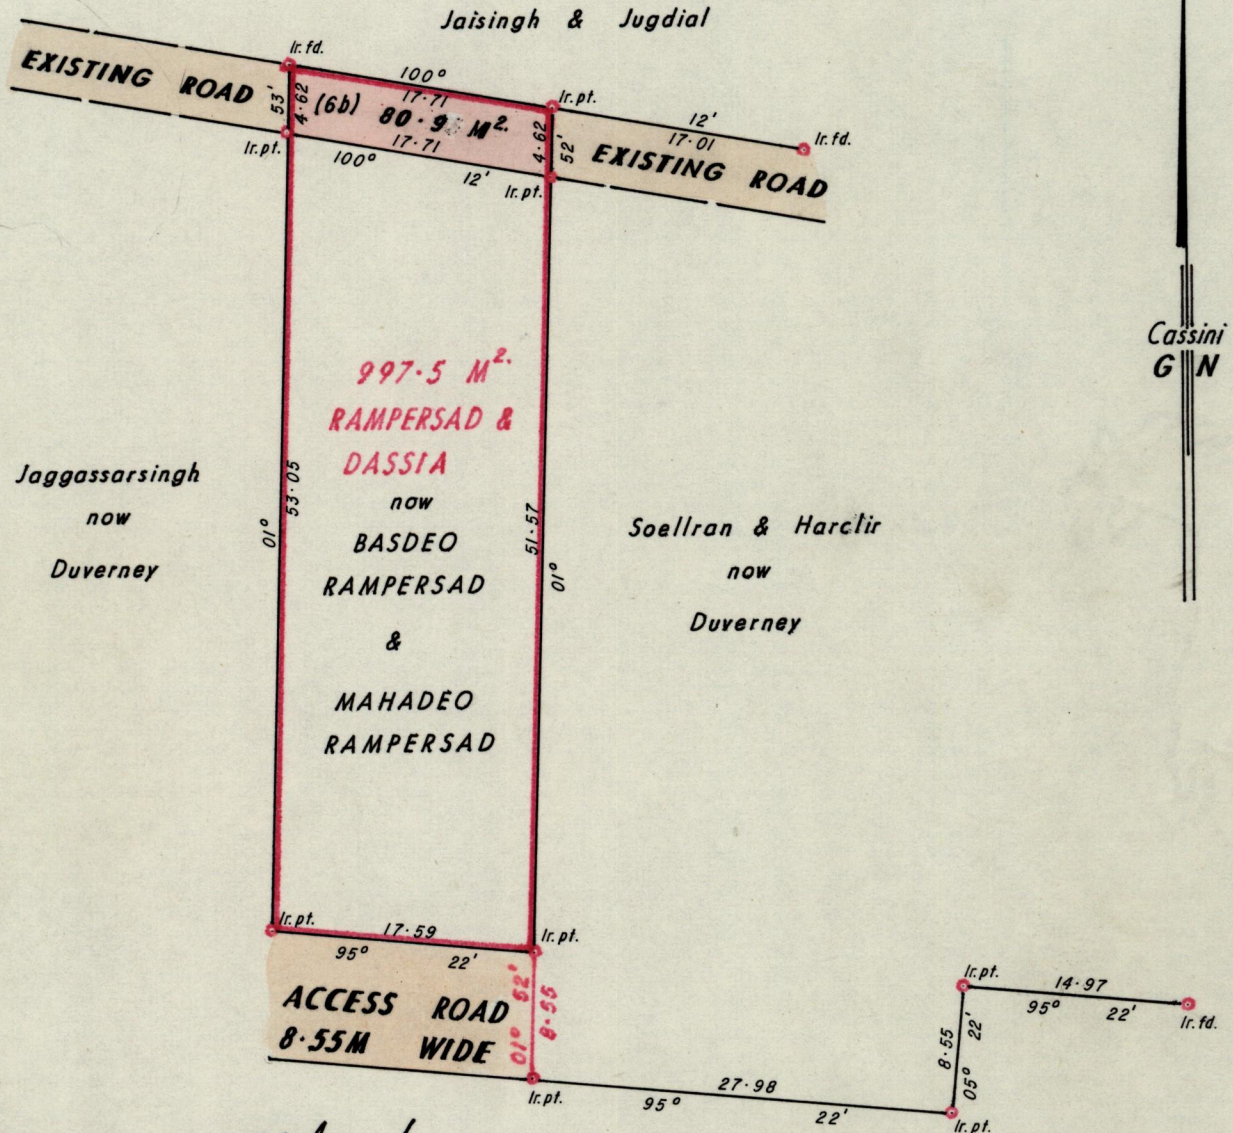 Jaisingh & Jugdial
EXISTING ROAD
Ir. fd.
53'
4·62
(6b)
100°
17·71
M².
Ir. pt.
Ir. pt.
100°
17·71
12'
Ir. pt.
4·62
52'
12'
17·01
Ir. fd.
EXISTING ROAD
Cassini
G N
997·5 M².
RAMPERSAD &
DASSIA
now
BASDEO
RAMPERSAD
&
MAHADEO
RAMPERSAD
Jaggassarsingh
now
Duverney
01°
53·05
51·57
01°
Soellran & Harclir
now
Duverney
Ir. pt.
17·59
95° 22'
Ir. pt.
ACCESS ROAD
8·55M WIDE
01° 52'
8·55
Ir. pt.
27·98
95° 22'
Ir. pt.
8·55
05° 22'
Ir. pt.
14·97
95° 22'
Ir. fd.